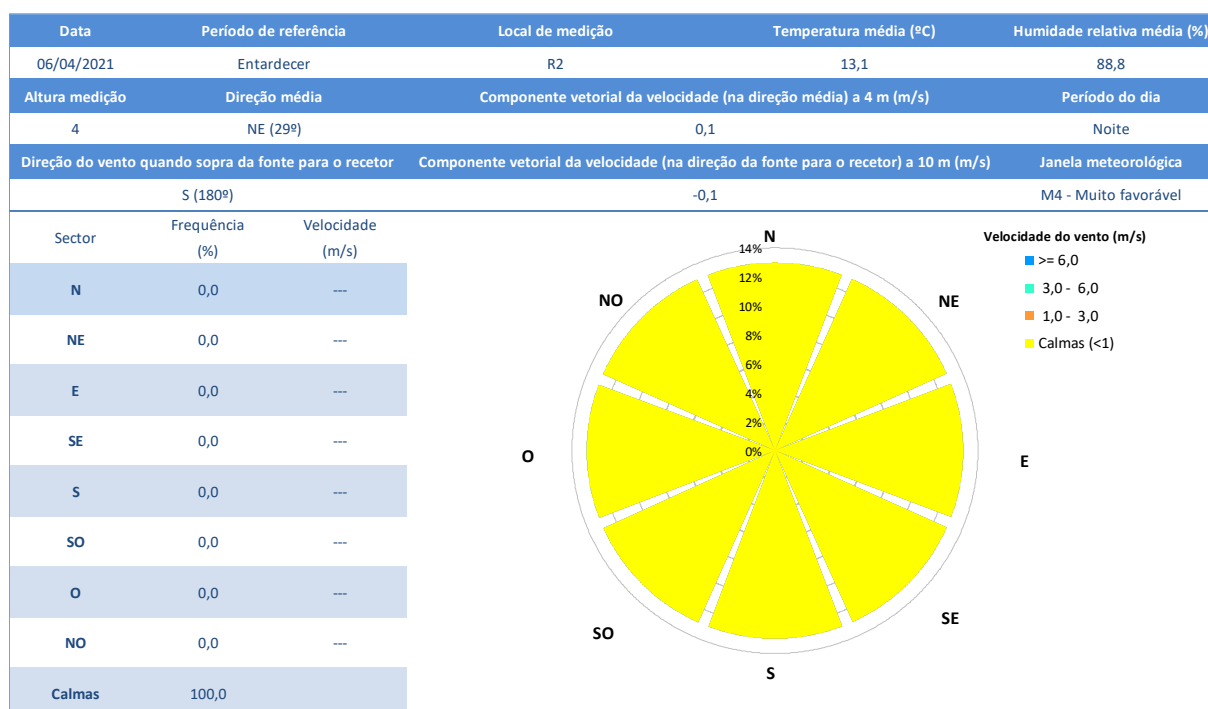 Data Período de referência Local de medição Temperatura média (ºC) Humidade relativa média (%)
06/04/2021 Entardecer R2 13,1 88,8
Altura medição Direção média Componente vetorial da velocidade (na direção média) a 4 m (m/s) Período do dia
4 NE (29º) 0,1 Noite
Direção do vento quando sopra da fonte para o recetor Componente vetorial da velocidade (na direção da fonte para o recetor) a 10 m (m/s) Janela meteorológica
S (180º) -0,1 M4 - Muito favorável
Sector Frequência (%) Velocidade (m/s)
N 0,0 ---
NE 0,0 ---
E 0,0 ---
SE 0,0 ---
S 0,0 ---
SO 0,0 ---
O 0,0 ---
NO 0,0 ---
Calmas 100,0
N
14%
12%
10%
8%
6%
4%
2%
0%
NO
NE
O
E
SO
SE
S
Velocidade do vento (m/s)
>= 6,0
3,0 - 6,0
1,0 - 3,0
Calmas (<1)